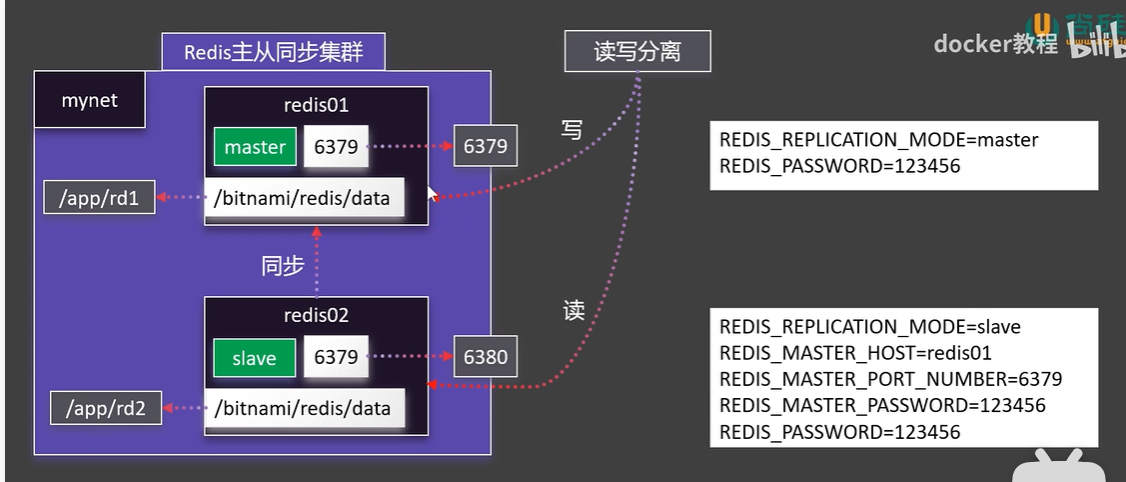 Redis主从同步集群
读写分离
docker教程
mynet
redis01
master
6379
6379
/app/rd1
/bitnami/redis/data
写
同步
读
redis02
slave
6379
6380
/app/rd2
/bitnami/redis/data
REDIS_REPLICATION_MODE=master
REDIS_PASSWORD=123456
REDIS_REPLICATION_MODE=slave
REDIS_MASTER_HOST=redis01
REDIS_MASTER_PORT_NUMBER=6379
REDIS_MASTER_PASSWORD=123456
REDIS_PASSWORD=123456